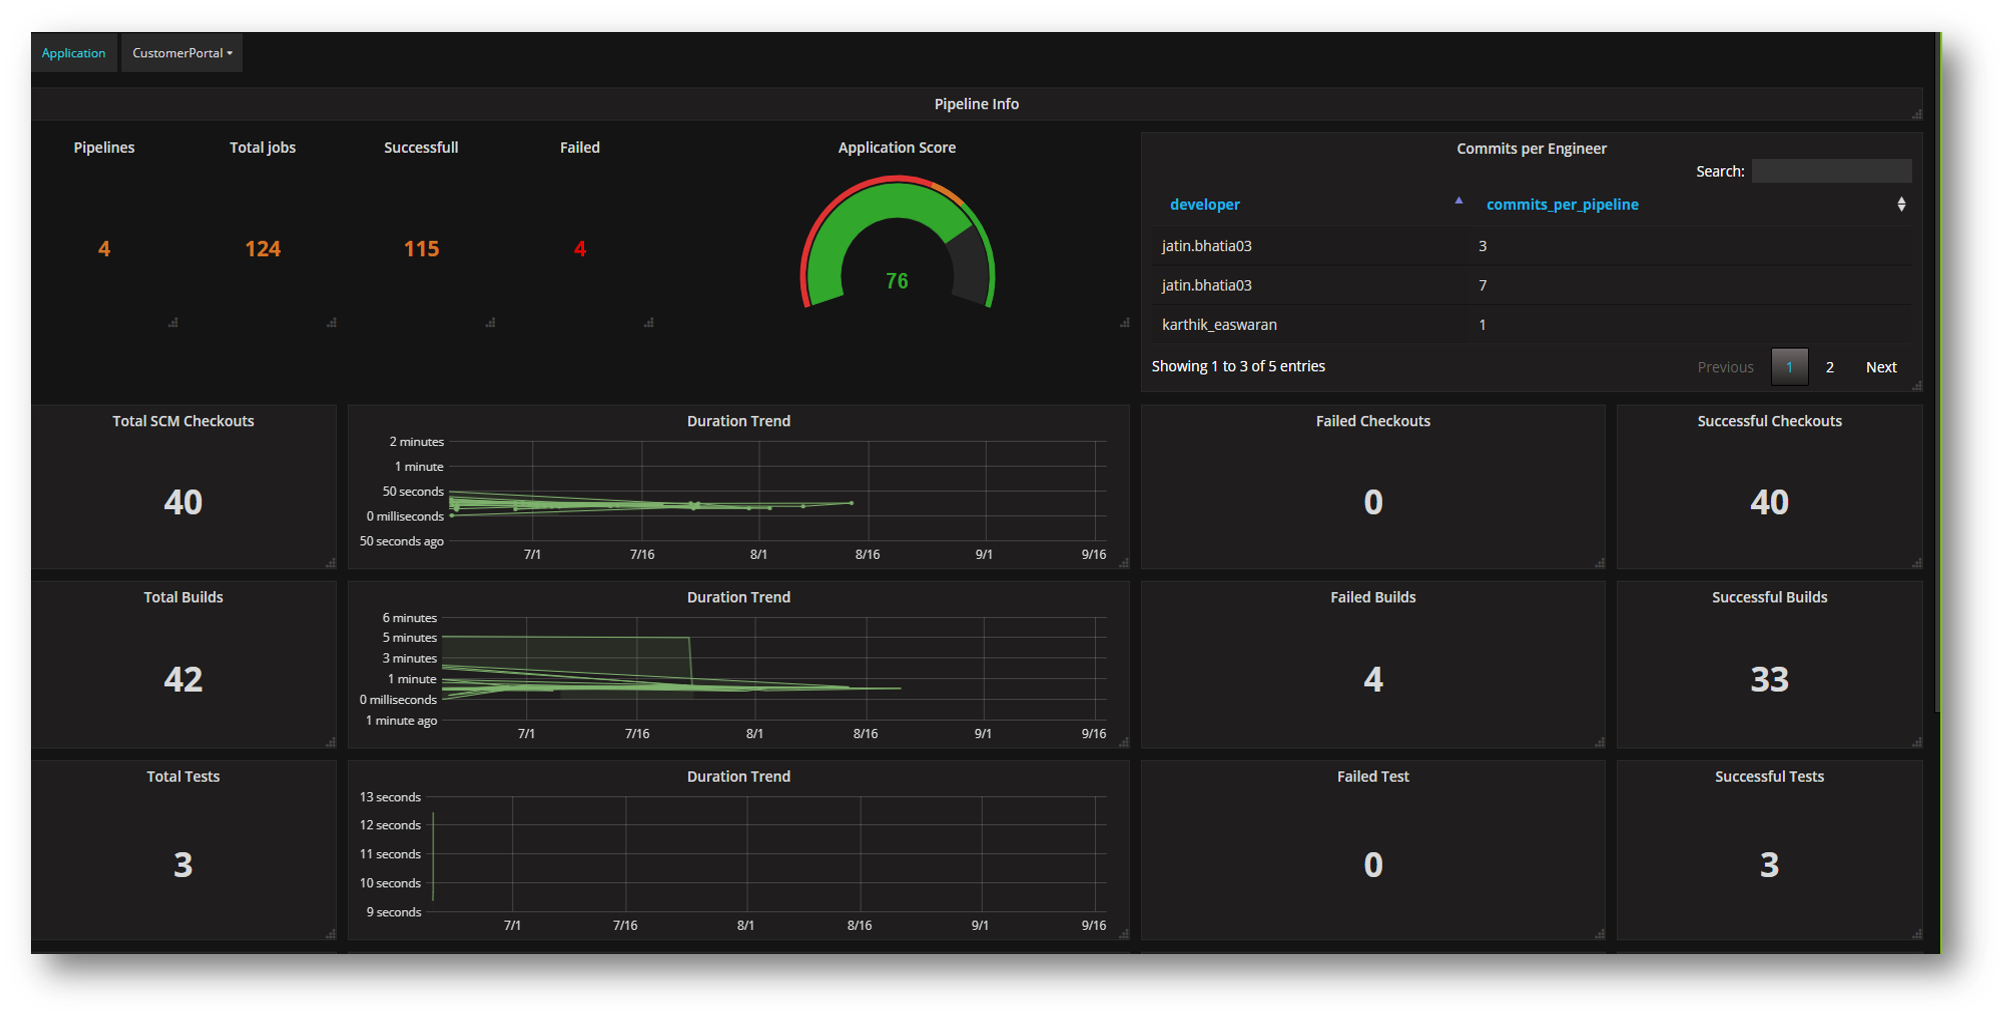 Application CustomerPortal
Pipeline Info
Pipelines
4
Total jobs
124
Successfull
115
Failed
4
Application Score
76
Commits per Engineer
Search:
developer commits_per_pipeline
jatin.bhatia03 3
jatin.bhatia03 7
karthik_easwaran 1
Showing 1 to 3 of 5 entries Previous 1 2 Next
Total SCM Checkouts
40
Duration Trend
2 minutes
1 minute
50 seconds
0 milliseconds
50 seconds ago
7/1 7/16 8/1 8/16 9/1 9/16
Failed Checkouts
0
Successful Checkouts
40
Total Builds
42
Duration Trend
6 minutes
5 minutes
3 minutes
1 minute
0 milliseconds
1 minute ago
7/1 7/16 8/1 8/16 9/1 9/16
Failed Builds
4
Successful Builds
33
Total Tests
3
Duration Trend
13 seconds
12 seconds
11 seconds
10 seconds
9 seconds
7/1 7/16 8/1 8/16 9/1 9/16
Failed Test
0
Successful Tests
3